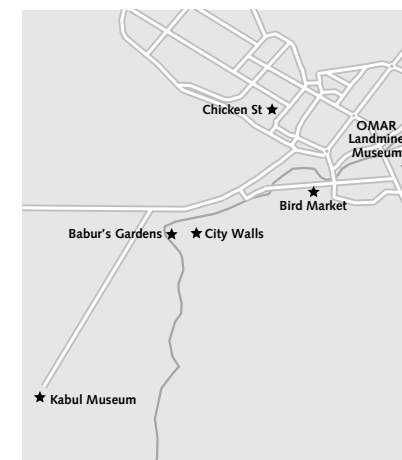 Chicken St
OMAR
Landmine
Museum
Bird Market
Babur's Gardens
City Walls
Kabul Museum